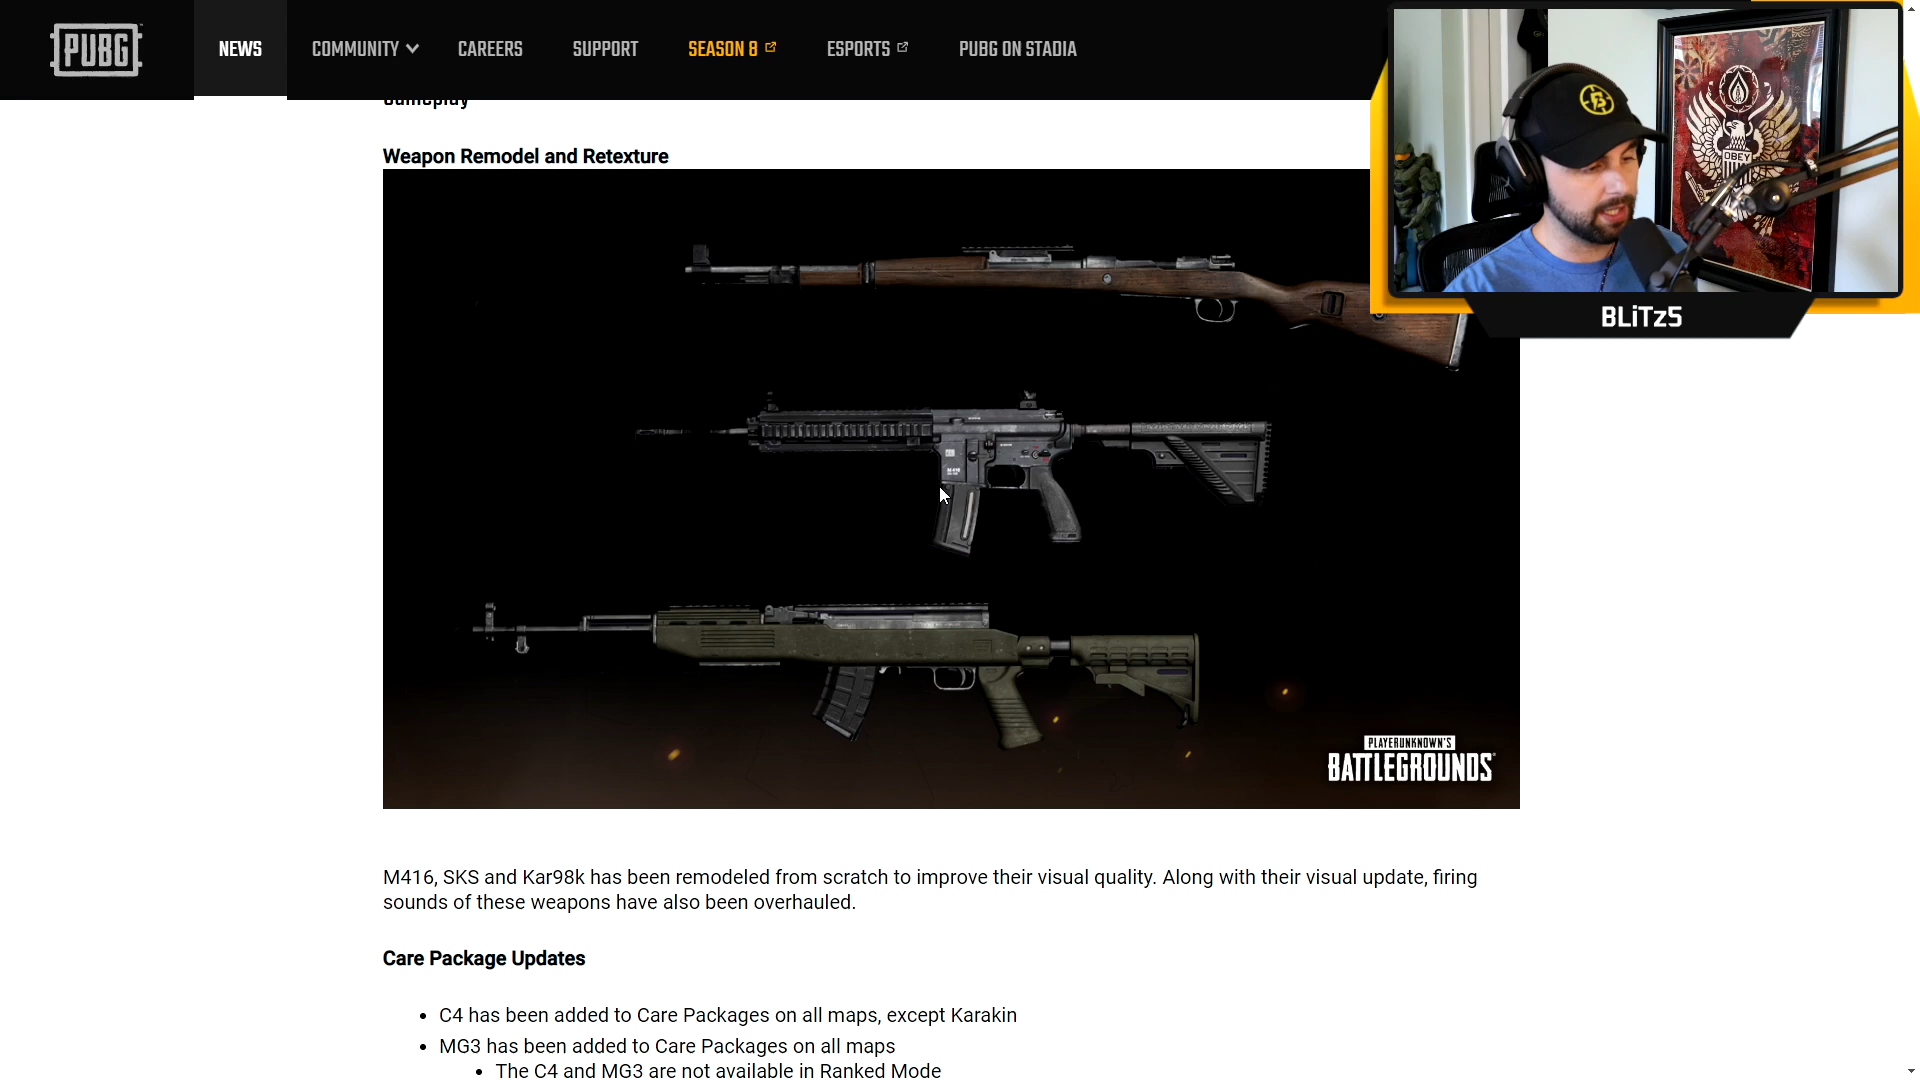 PUBG
NEWS
COMMUNITY
CAREERS
SUPPORT
SEASON 8
ESPORTS
PUBG ON STADIA
Gameplay
Weapon Remodel and Retexture
OBEY
BLiTz5
PLAYERUNKNOWN'S
BATTLEGROUNDS
M416, SKS and Kar98k has been remodeled from scratch to improve their visual quality. Along with their visual update, firing
sounds of these weapons have also been overhauled.
Care Package Updates
• C4 has been added to Care Packages on all maps, except Karakin
• MG3 has been added to Care Packages on all maps
• The C4 and MG3 are not available in Ranked Mode